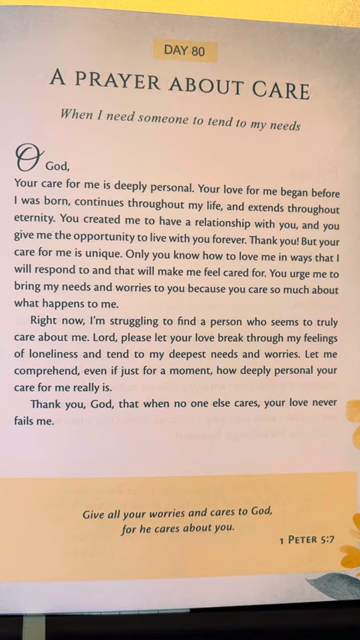 DAY 80
A PRAYER ABOUT CARE
When I need someone to tend to my needs
O God,
Your care for me is deeply personal. Your love for me began before
I was born, continues throughout my life, and extends throughout
eternity. You created me to have a relationship with you, and you
give me the opportunity to live with you forever. Thank you! But your
care for me is unique. Only you know how to love me in ways that I
will respond to and that will make me feel cared for. You urge me to
bring my needs and worries to you because you care so much about
what happens to me.
Right now, I'm struggling to find a person who seems to truly
care about me. Lord, please let your love break through my feelings
of loneliness and tend to my deepest needs and worries. Let me
comprehend, even if just for a moment, how deeply personal your
care for me really is.
Thank you, God, that when no one else cares, your love never
fails me.
Give all your worries and cares to God,
for he cares about you.
1 PETER 5:7